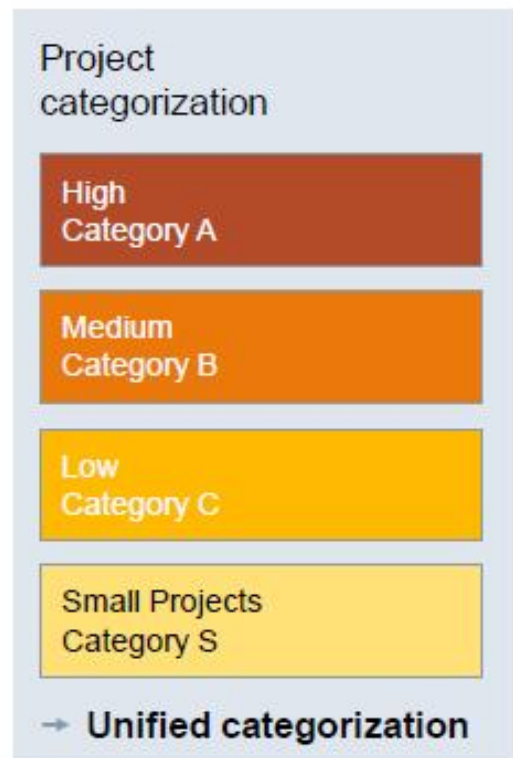 Project
categorization
High
Category A
Medium
Category B
Low
Category C
Small Projects
Category S
→ Unified categorization